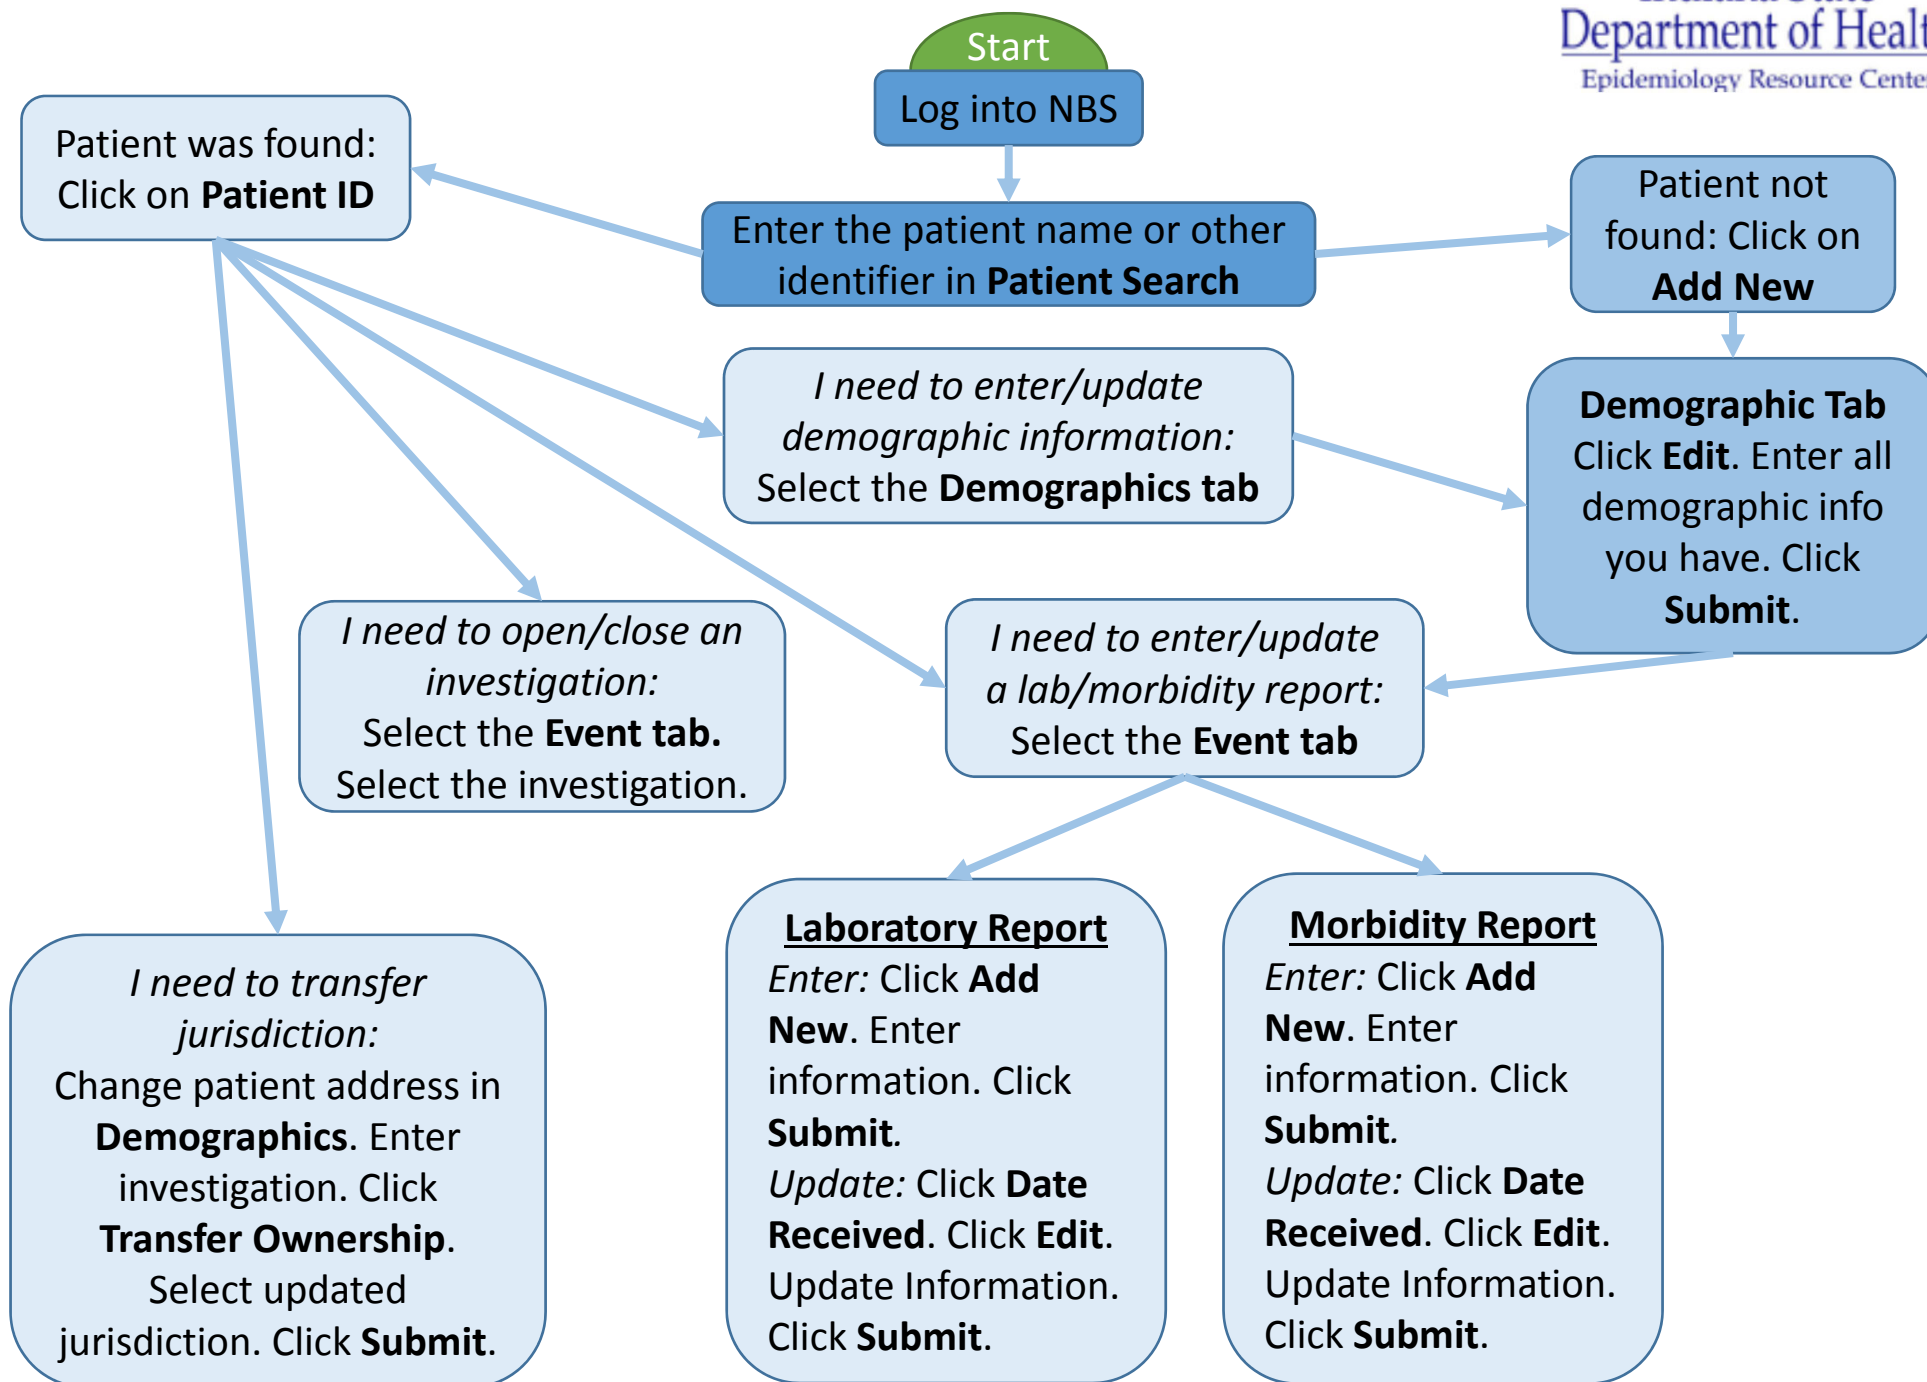 Department of Healt
Epidemiology Resource Center
Start
Log into NBS
Patient was found:
Click on Patient ID
Enter the patient name or other
identifier in Patient Search
Patient not
found: Click on
Add New
I need to enter/update
demographic information:
Select the Demographics tab
Demographic Tab
Click Edit. Enter all
demographic info
you have. Click
Submit.
I need to open/close an
investigation:
Select the Event tab.
Select the investigation.
I need to enter/update
a lab/morbidity report:
Select the Event tab
I need to transfer
jurisdiction:
Change patient address in
Demographics. Enter
investigation. Click
Transfer Ownership.
Select updated
jurisdiction. Click Submit.
Laboratory Report
Enter: Click Add
New. Enter
information. Click
Submit.
Update: Click Date
Received. Click Edit.
Update Information.
Click Submit.
Morbidity Report
Enter: Click Add
New. Enter
information. Click
Submit.
Update: Click Date
Received. Click Edit.
Update Information.
Click Submit.